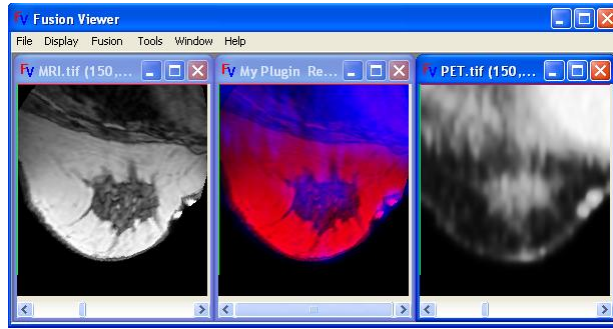 FV Fusion Viewer
File Display Fusion Tools Window Help
FV MRI.tif (150,...
FV My Plugin Re...
FV PET.tif (150,...